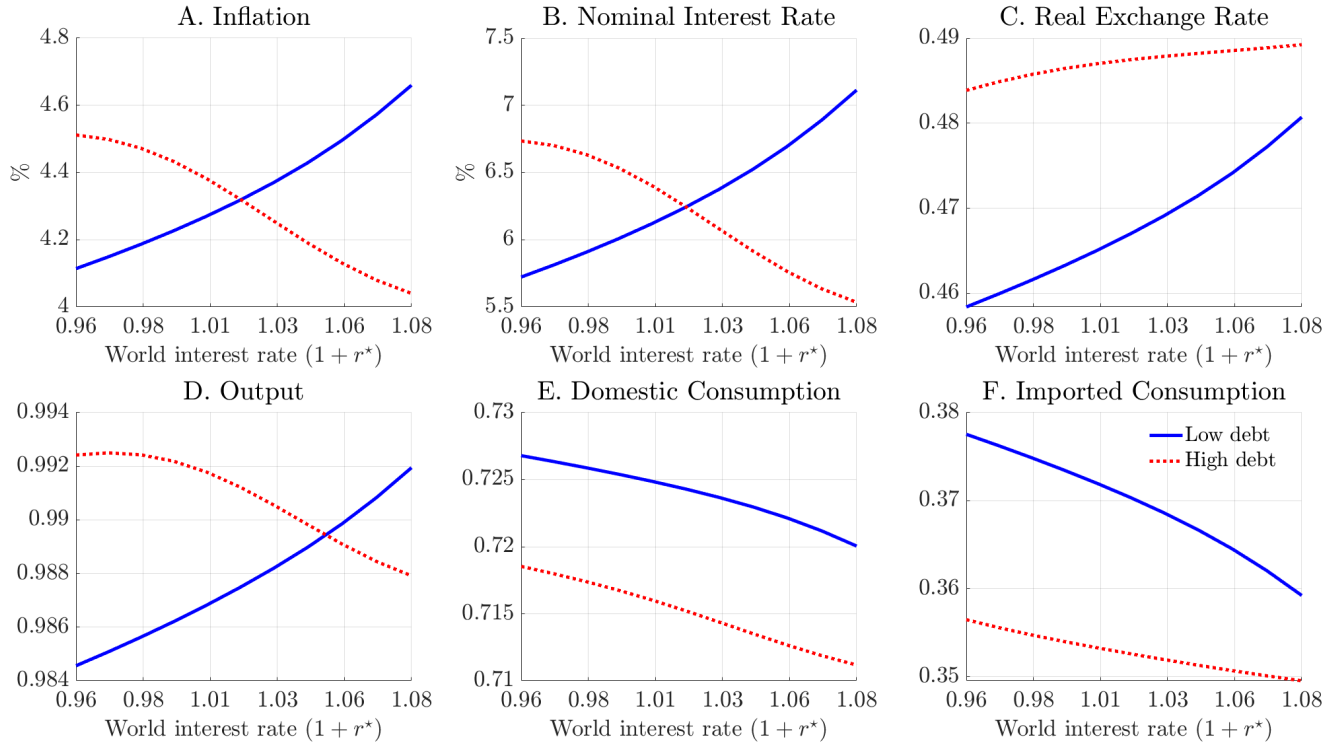 A. Inflation
4.8
4.6
4.4
4.2
4
%
0.96 0.98 1.01 1.03 1.06 1.08
World interest rate (1 + r⋆)
B. Nominal Interest Rate
7.5
7
6.5
6
5.5
%
0.96 0.98 1.01 1.03 1.06 1.08
World interest rate (1 + r⋆)
C. Real Exchange Rate
0.49
0.48
0.47
0.46
0.96 0.98 1.01 1.03 1.06 1.08
World interest rate (1 + r⋆)
D. Output
0.994
0.992
0.99
0.988
0.986
0.984
0.96 0.98 1.01 1.03 1.06 1.08
World interest rate (1 + r⋆)
E. Domestic Consumption
0.73
0.725
0.72
0.715
0.71
0.96 0.98 1.01 1.03 1.06 1.08
World interest rate (1 + r⋆)
F. Imported Consumption
0.38
0.37
0.36
0.35
Low debt
High debt
0.96 0.98 1.01 1.03 1.06 1.08
World interest rate (1 + r⋆)